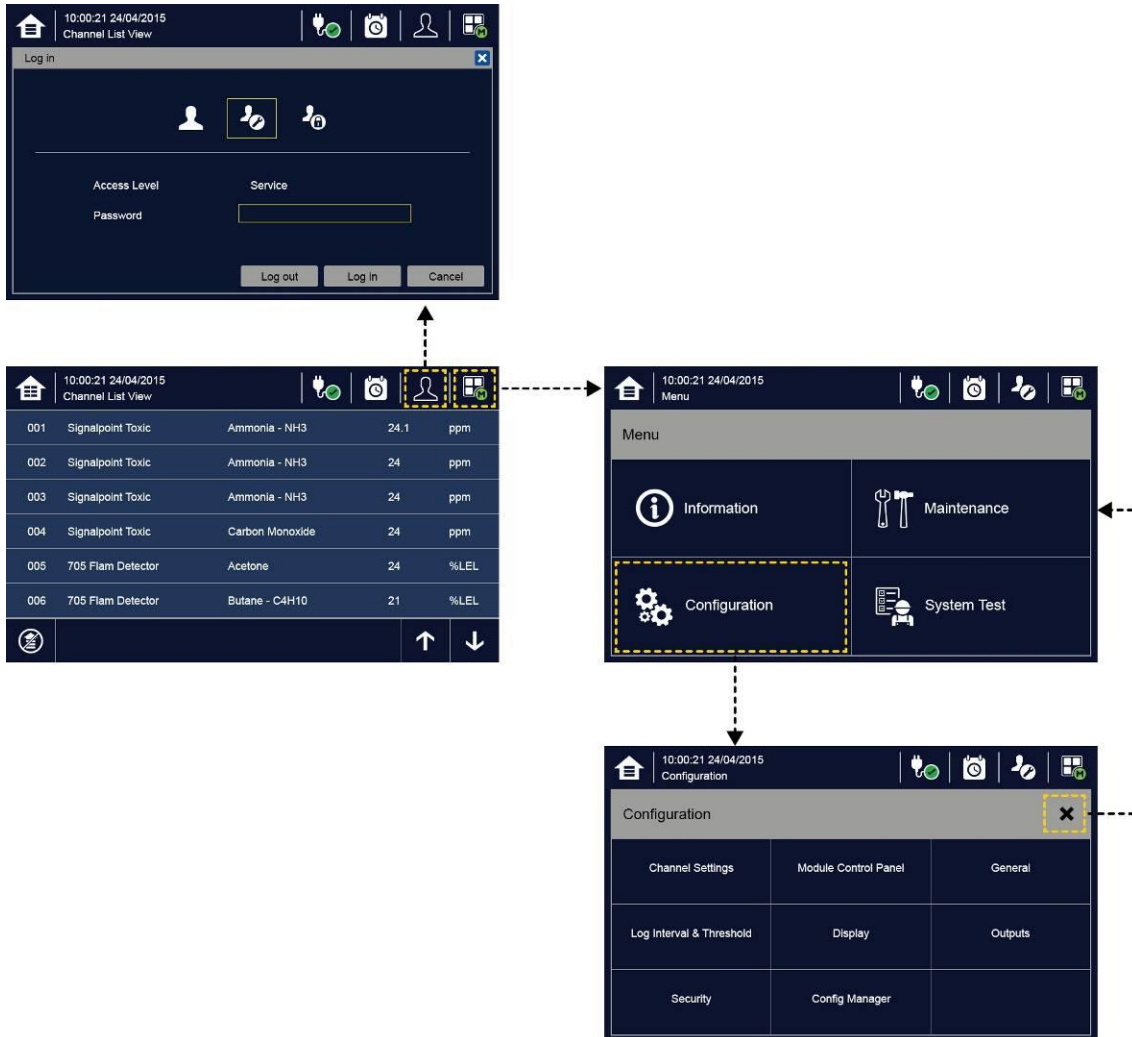 10:00:21 24/04/2015
Channel List View
Log in
Access Level Service
Password
Log out Log in Cancel
10:00:21 24/04/2015
Channel List View
001 Signalpoint Toxic Ammonia - NH3 24.1 ppm
002 Signalpoint Toxic Ammonia - NH3 24 ppm
003 Signalpoint Toxic Ammonia - NH3 24 ppm
004 Signalpoint Toxic Carbon Monoxide 24 ppm
005 705 Flam Detector Acetone 24 %LEL
006 705 Flam Detector Butane - C4H10 21 %LEL
10:00:21 24/04/2015
Menu
Menu
Information Maintenance
Configuration System Test
10:00:21 24/04/2015
Configuration
Configuration
Channel Settings Module Control Panel General
Log Interval & Threshold Display Outputs
Security Config Manager